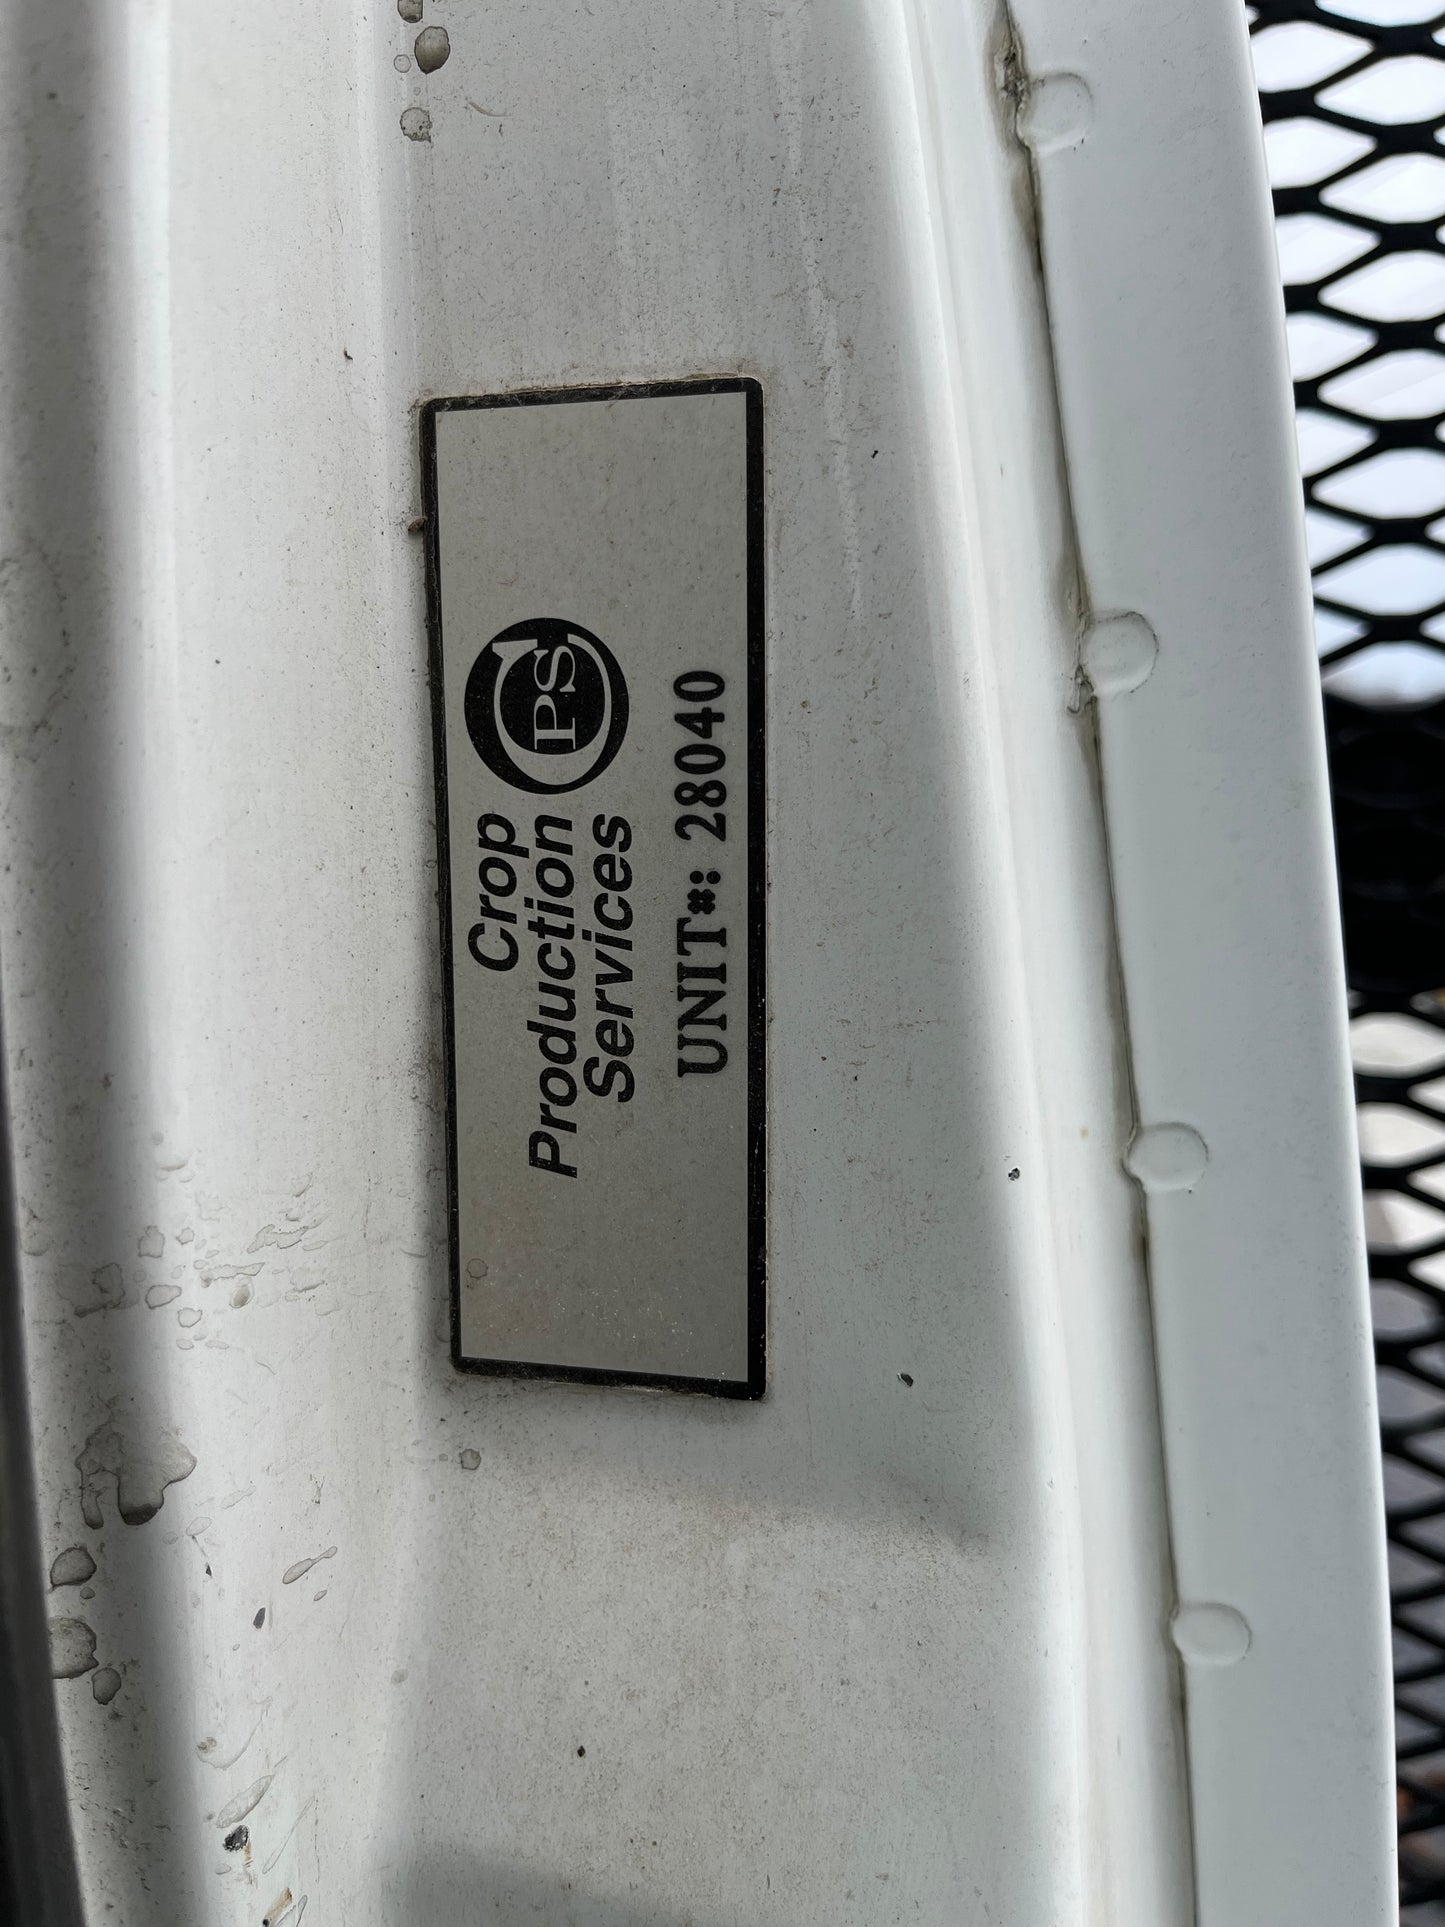 Crop
Production
Services
CPS
UNIT#: 28040